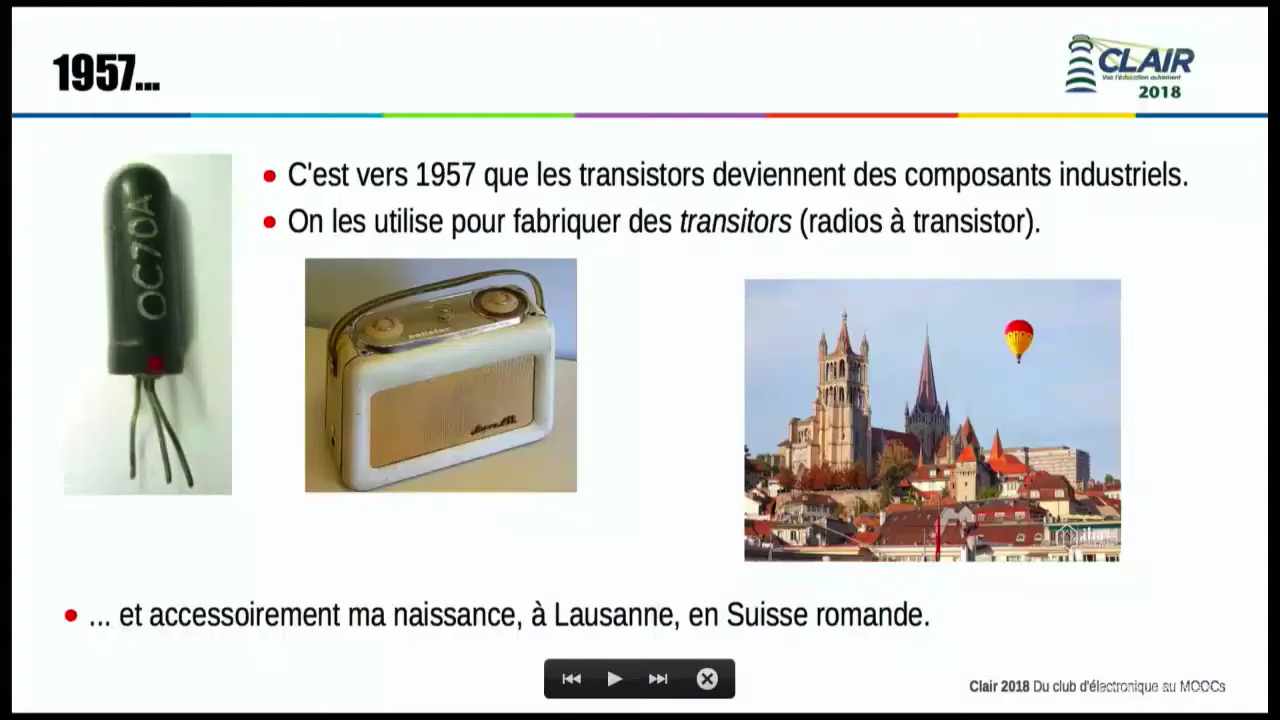 1957...
CLAIR
Voir l'éducation autrement
2018
OC70A
C'est vers 1957 que les transistors deviennent des composants industriels.
On les utilise pour fabriquer des transitors (radios à transistor).
... et accessoirement ma naissance, à Lausanne, en Suisse romande.
Clair 2018 Du club d'électronique au MOOCs